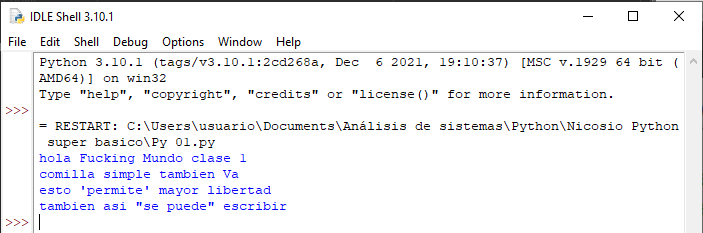 IDLE Shell 3.10.1
File Edit Shell Debug Options Window Help
Python 3.10.1 (tags/v3.10.1:2cd268a, Dec  6 2021, 19:10:37) [MSC v.1929 64 bit (
AMD64)] on win32
Type "help", "copyright", "credits" or "license()" for more information.
>>>
= RESTART: C:\Users\usuario\Documents\Análisis de sistemas\Python\Nicosio Python
 super basico\Py 01.py
hola Fucking Mundo clase 1
comilla simple tambien Va
esto 'permite' mayor libertad
tambien asi "se puede" escribir
>>>